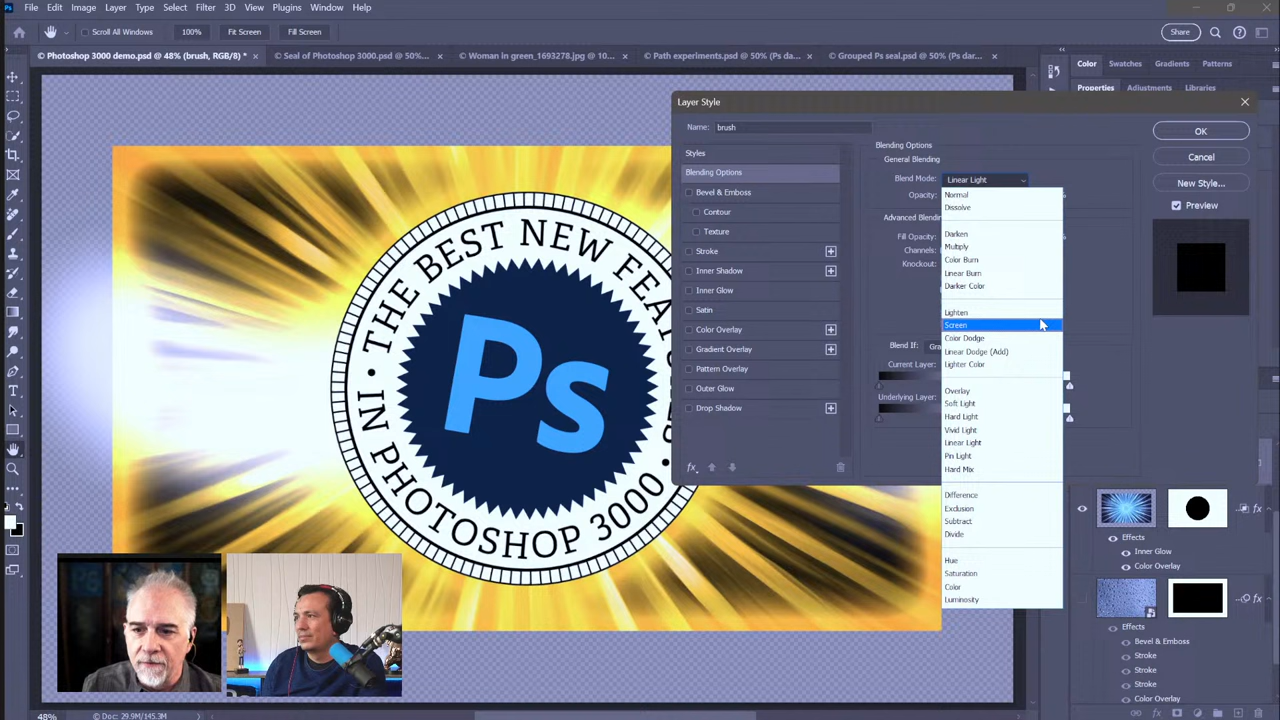 Ps File Edit Image Layer Type Select Filter 3D View Plugins Window Help
Scroll All Windows 100% Fit Screen Fill Screen Share
© Photoshop 3000 demo.psd @ 48% (brush, RGB/8) * × © Seal of Photoshop 3000.psd @ 50%... × © Woman in green_1693278.jpg @ 10... × © Path experiments.psd @ 50% (Ps da... × © Grouped Ps seal.psd @ 50% (Ps dar... ×
Color Swatches Gradients Patterns
Properties Adjustments Libraries
Layer Style
Name: brush
Styles
Blending Options
Bevel & Emboss
Contour
Texture
Stroke
Inner Shadow
Inner Glow
Satin
Color Overlay
Gradient Overlay
Pattern Overlay
Outer Glow
Drop Shadow
fx
Blending Options
General Blending
Blend Mode: Linear Light
Opacity:
Advanced Blendin
Fill Opacity:
Channels:
Knockout:
Blend If: Gra
Current Layer:
Underlying Layer:
Normal
Dissolve
Darken
Multiply
Color Burn
Linear Burn
Darker Color
Lighten
Screen
Color Dodge
Linear Dodge (Add)
Lighter Color
Overlay
Soft Light
Hard Light
Vivid Light
Linear Light
Pin Light
Hard Mix
Difference
Exclusion
Subtract
Divide
Hue
Saturation
Color
Luminosity
OK
Cancel
New Style...
Preview
• THE BEST NEW FEAT
IN PHOTOSHOP 3000 •
Ps
fx
Effects
Inner Glow
Color Overlay
fx
Effects
Bevel & Emboss
Stroke
Stroke
Stroke
Color Overlay
48% Doc: 29.9M/145.3M